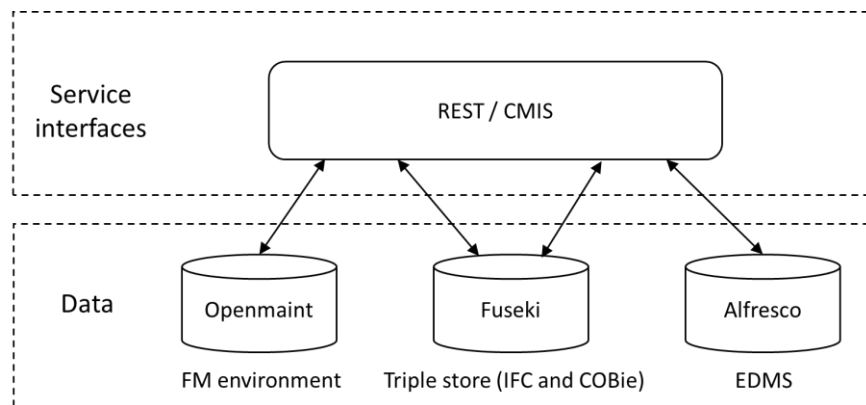 Service
interfaces
REST / CMIS
Data
Openmaint
Fuseki
Alfresco
FM environment
Triple store (IFC and COBie)
EDMS